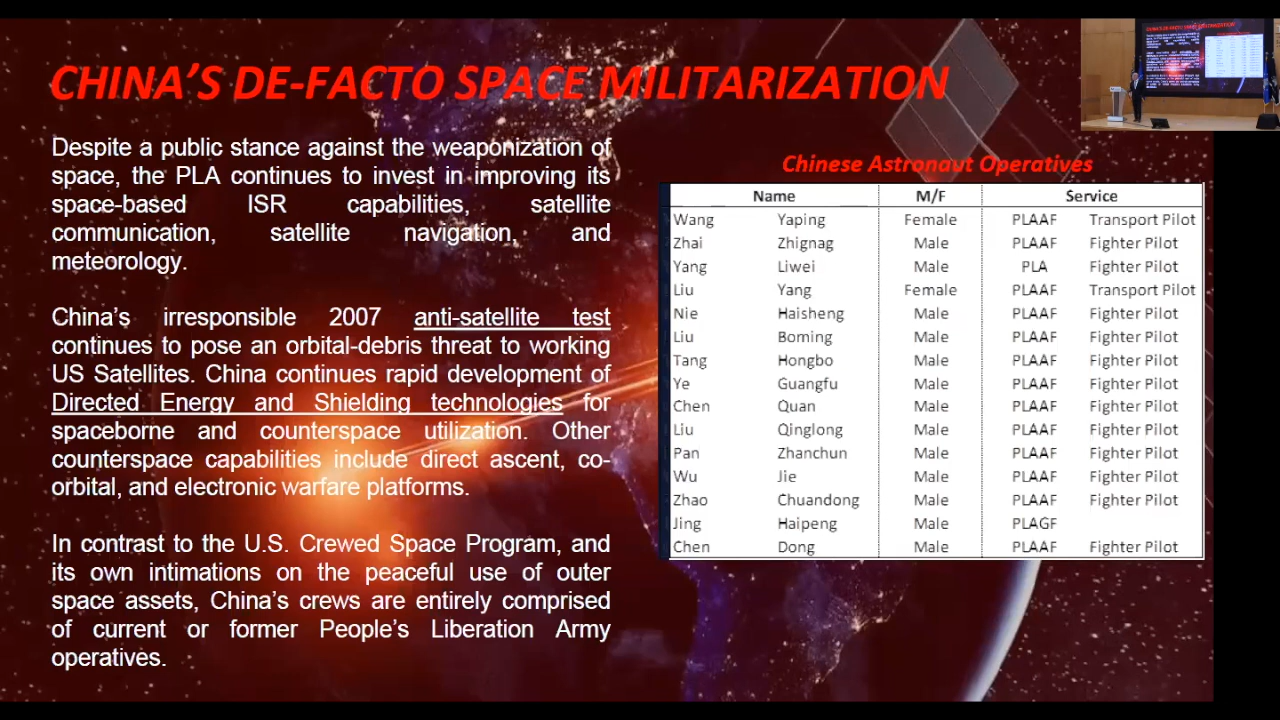 CHINA'S DE-FACTO SPACE MILITARIZATION
Despite a public stance against the weaponization of
space, the PLA continues to invest in improving its
space-based ISR capabilities, satellite
communication, satellite navigation, and
meteorology.
China's irresponsible 2007 anti-satellite test
continues to pose an orbital-debris threat to working
US Satellites. China continues rapid development of
Directed Energy and Shielding technologies for
spaceborne and counterspace utilization. Other
counterspace capabilities include direct ascent, co-
orbital, and electronic warfare platforms.
In contrast to the U.S. Crewed Space Program, and
its own intimations on the peaceful use of outer
space assets, China's crews are entirely comprised
of current or former People's Liberation Army
operatives.
Chinese Astronaut Operatives
Name M/F Service
Wang Yaping Female PLAAF Transport Pilot
Zhai Zhignag Male PLAAF Fighter Pilot
Yang Liwei Male PLA Fighter Pilot
Liu Yang Female PLAAF Transport Pilot
Nie Haisheng Male PLAAF Fighter Pilot
Liu Boming Male PLAAF Fighter Pilot
Tang Hongbo Male PLAAF Fighter Pilot
Ye Guangfu Male PLAAF Fighter Pilot
Chen Quan Male PLAAF Fighter Pilot
Liu Qinglong Male PLAAF Fighter Pilot
Pan Zhanchun Male PLAAF Fighter Pilot
Wu Jie Male PLAAF Fighter Pilot
Zhao Chuandong Male PLAAF Fighter Pilot
Jing Haipeng Male PLAGF
Chen Dong Male PLAAF Fighter Pilot